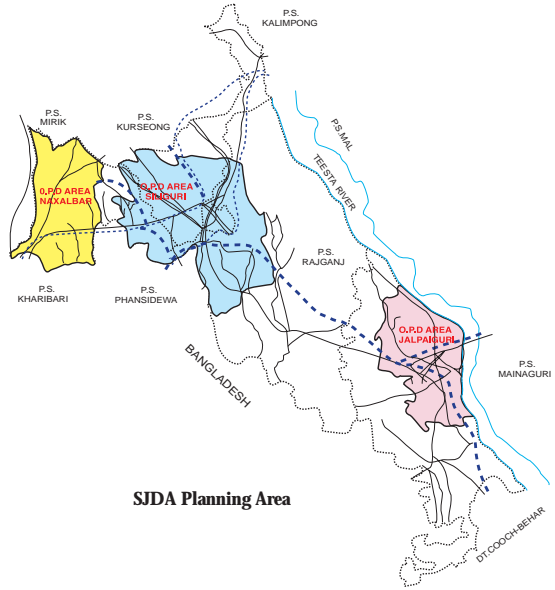 P.S.
KALIMPONG
P.S.
MIRIK
P.S.
KURSEONG
P.S.MAL
TEESTA RIVER
O.P.D AREA
NAXALBAR
O.P.D AREA
SILIGURI
P.S.
RAJGANJ
P.S.
KHARIBARI
P.S.
PHANSIDEWA
O.P.D AREA
JALPAIGURI
P.S.
MAINAGURI
BANGLADESH
SJDA Planning Area
DT.COOCH-BEHAR